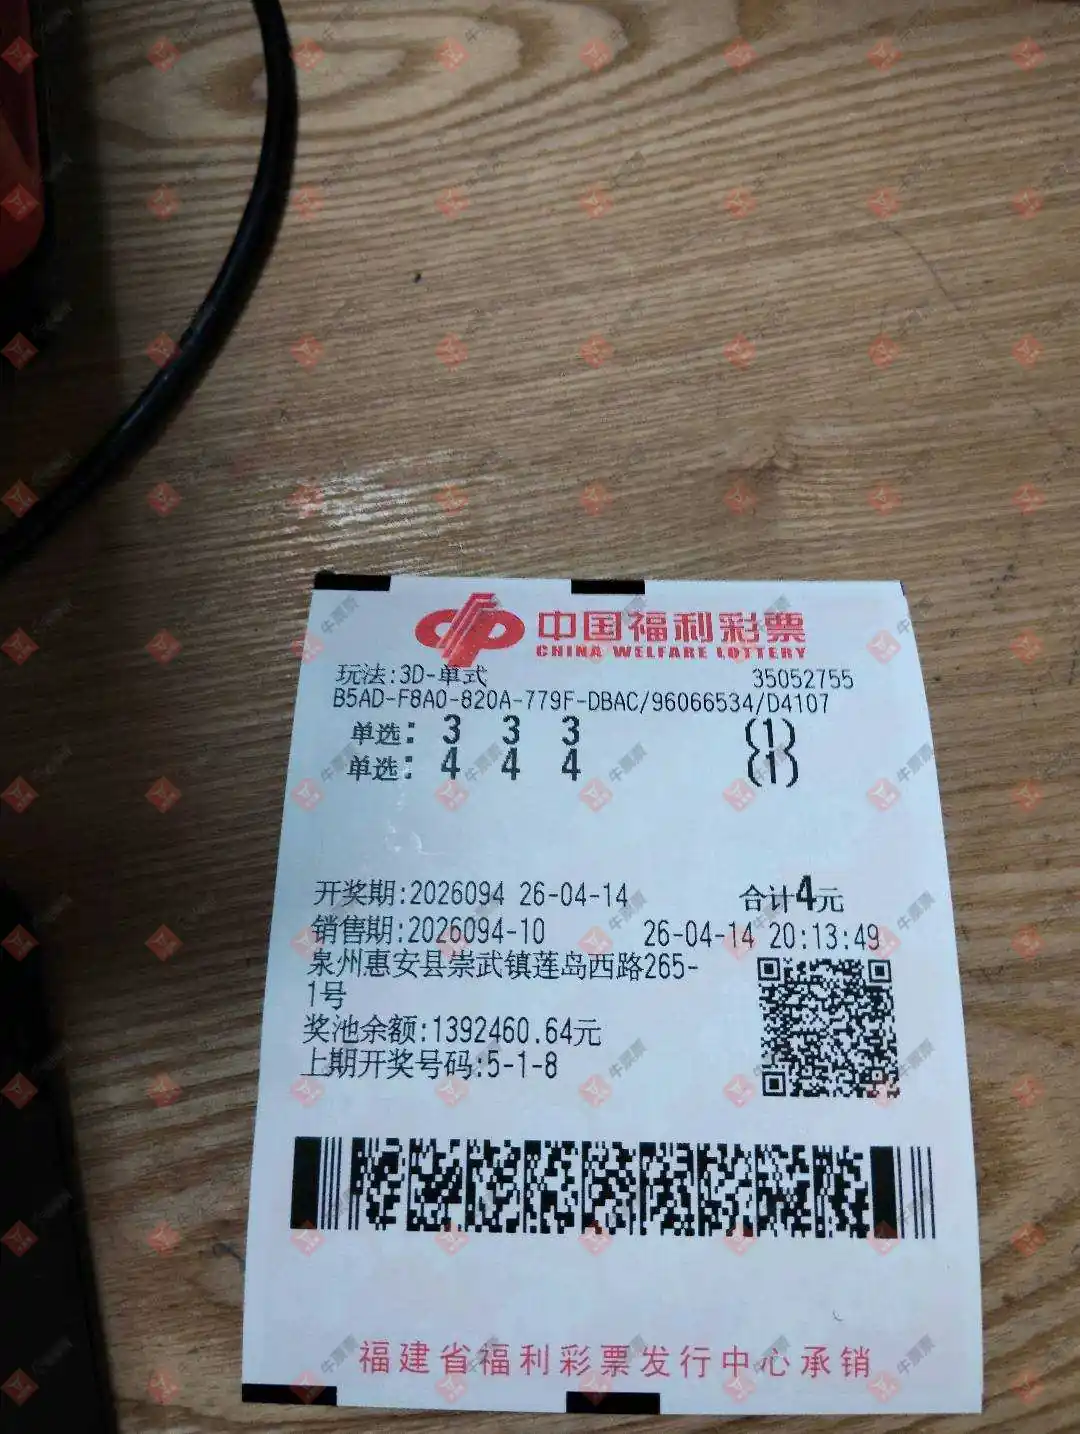 中国福利彩票
CHINA WELFARE LOTTERY
玩法:3D-单式 35052755
B5AD-F8A0-820A-779F-DBAC/96066534/D4107
单选: 3 3 3 (1)
单选: 4 4 4 (1)
开奖期:2026094 26-04-14 合计4元
销售期:2026094-10 26-04-14 20:13:49
泉州惠安县崇武镇莲岛西路265-
1号
奖池余额:1392460.64元
上期开奖号码:5-1-8
福建省福利彩票发行中心承销
牛票票